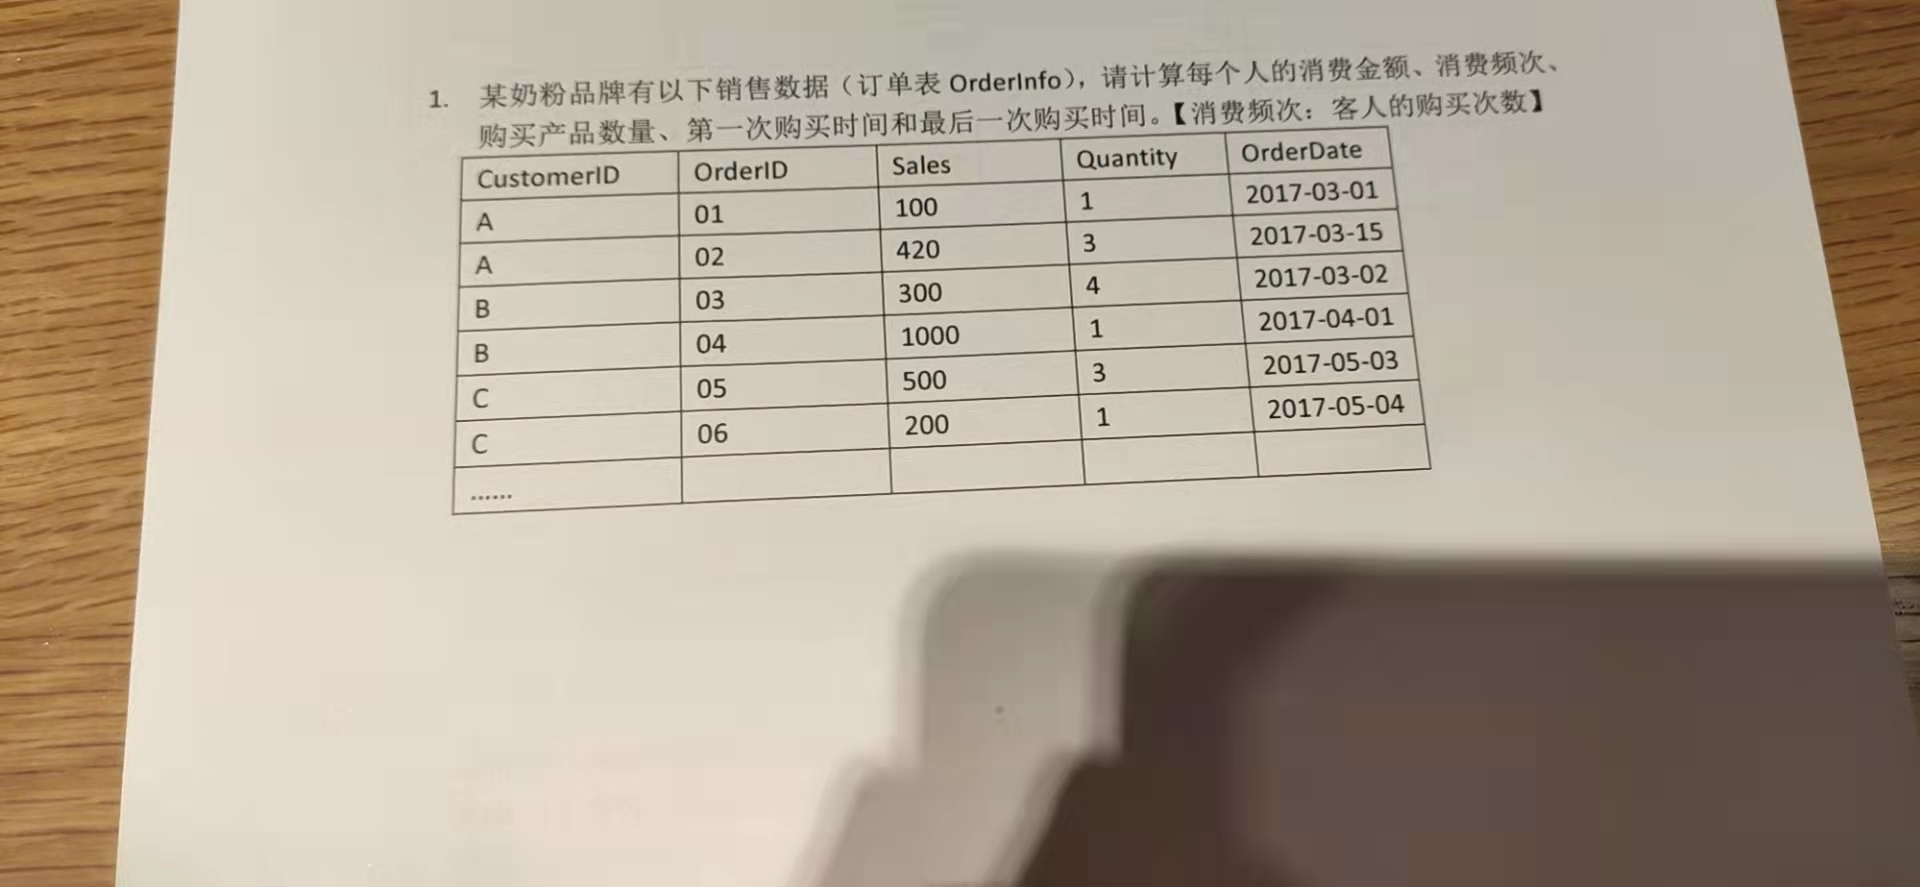 1. 某奶粉品牌有以下销售数据（订单表 OrderInfo），请计算每个人的消费金额、消费频次、
购买产品数量、第一次购买时间和最后一次购买时间。【消费频次：客人的购买次数】
CustomerID OrderID Sales Quantity OrderDate
A 01 100 1 2017-03-01
A 02 420 3 2017-03-15
B 03 300 4 2017-03-02
B 04 1000 1 2017-04-01
C 05 500 3 2017-05-03
C 06 200 1 2017-05-04
......